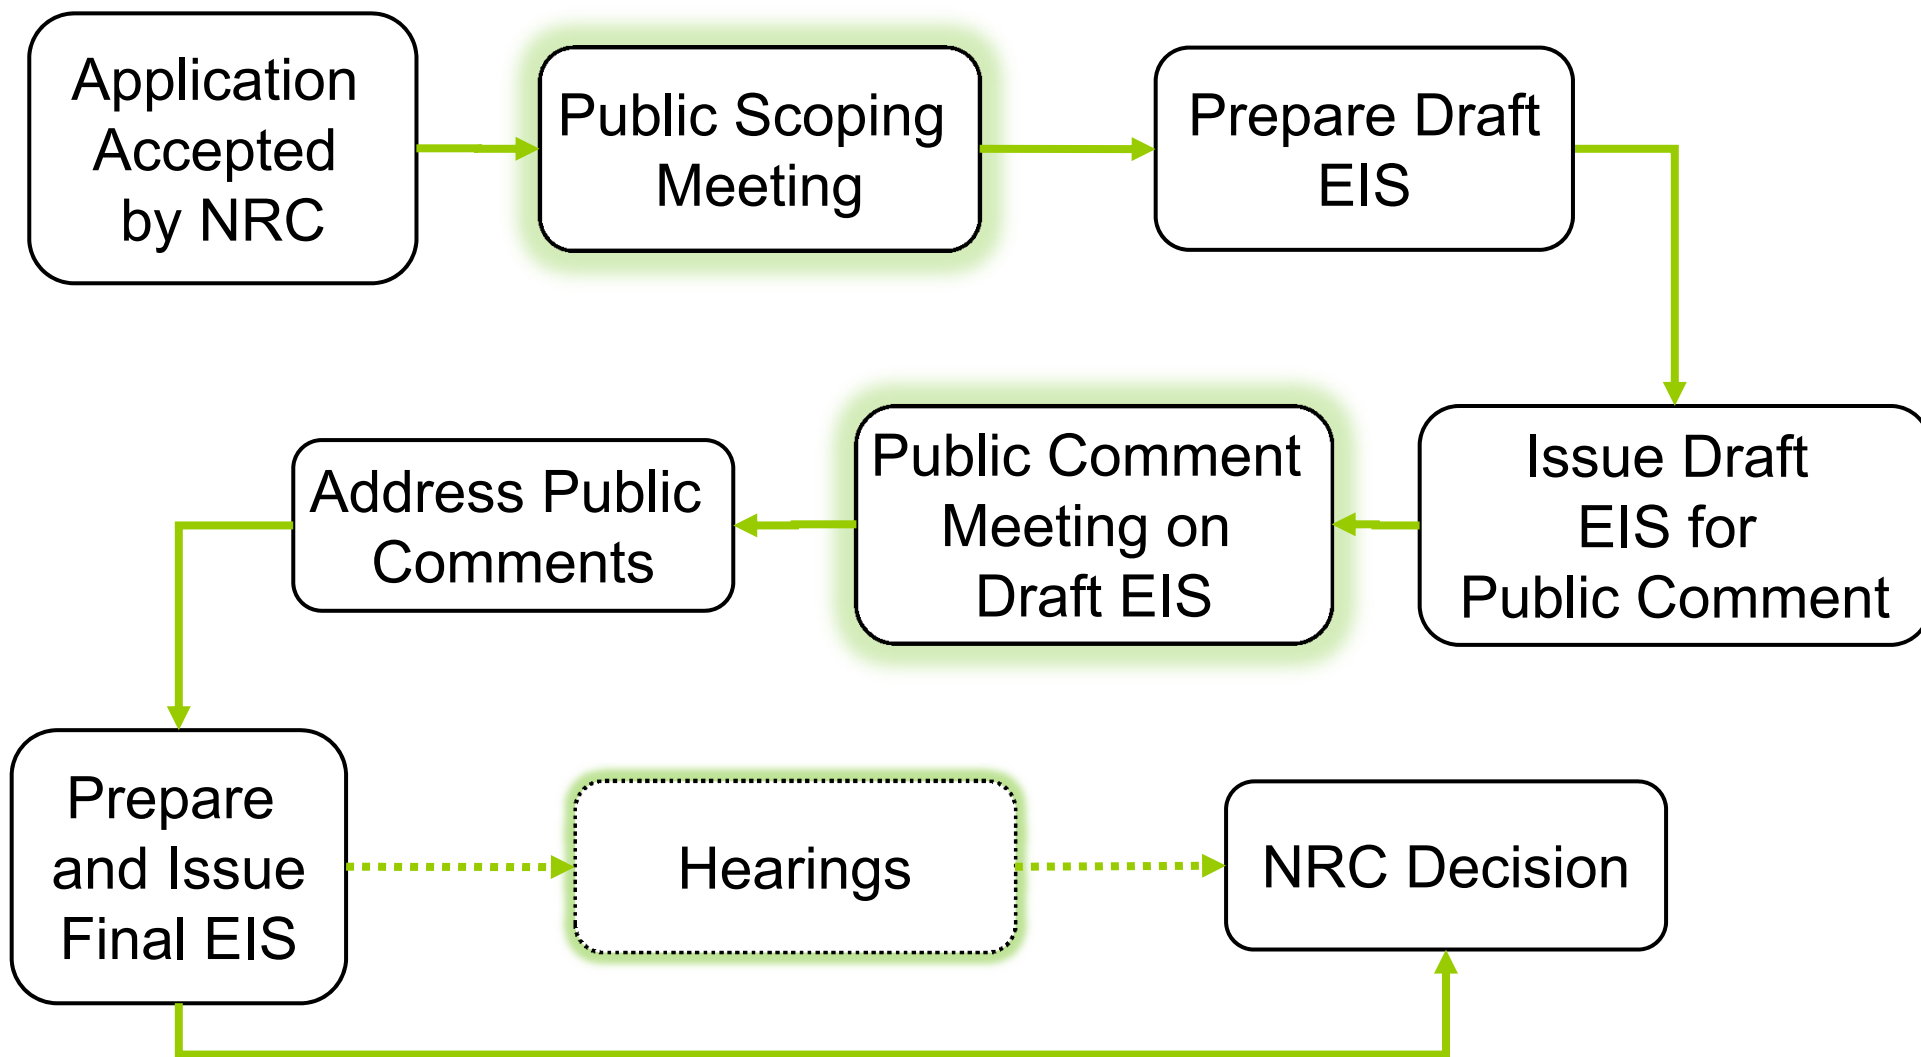 Application
Accepted
by NRC
Public Scoping
Meeting
Prepare Draft
EIS
Issue Draft
EIS for
Public Comment
Public Comment
Meeting on
Draft EIS
Address Public
Comments
Prepare
and Issue
Final EIS
Hearings
NRC Decision